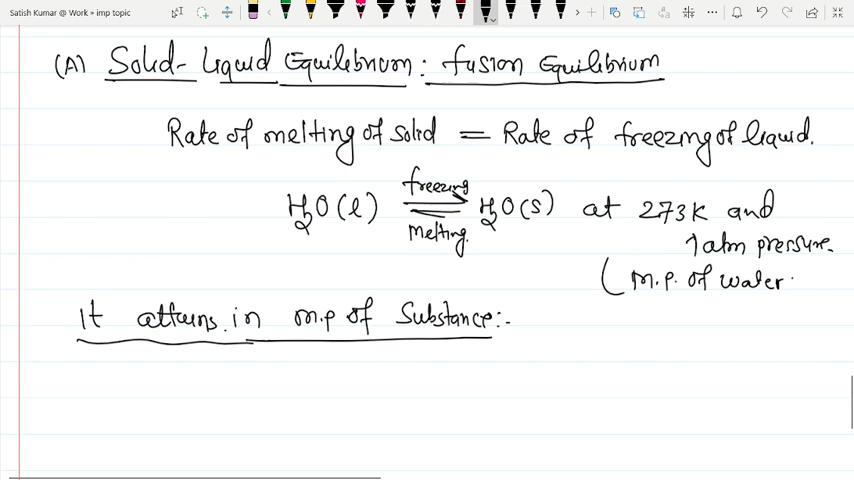 Satish Kumar @ Work » imp topic
(A) Solid-Liquid Equilibrium: fusion Equilibrium
Rate of melting of solid = Rate of freezing of liquid.
freezing
H2O(l) ⇌ H2O(s) at 273K and
melting.
1 atm pressure.
( m.p. of water.
It attains in m.p of Substance:-